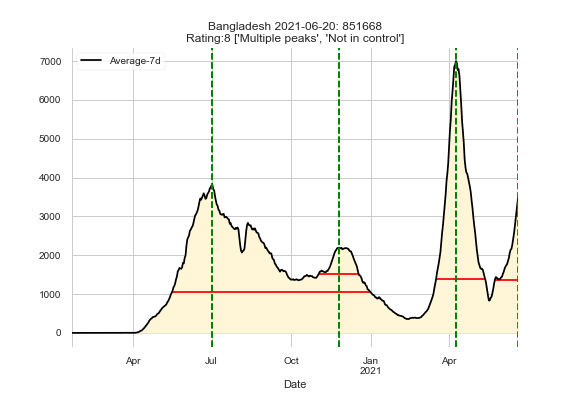 Bangladesh 2021-06-20: 851668
Rating:8 ['Multiple peaks', 'Not in control']
Average-7d
7000
6000
5000
4000
3000
2000
1000
0
Apr Jul Oct Jan Apr
2021
Date